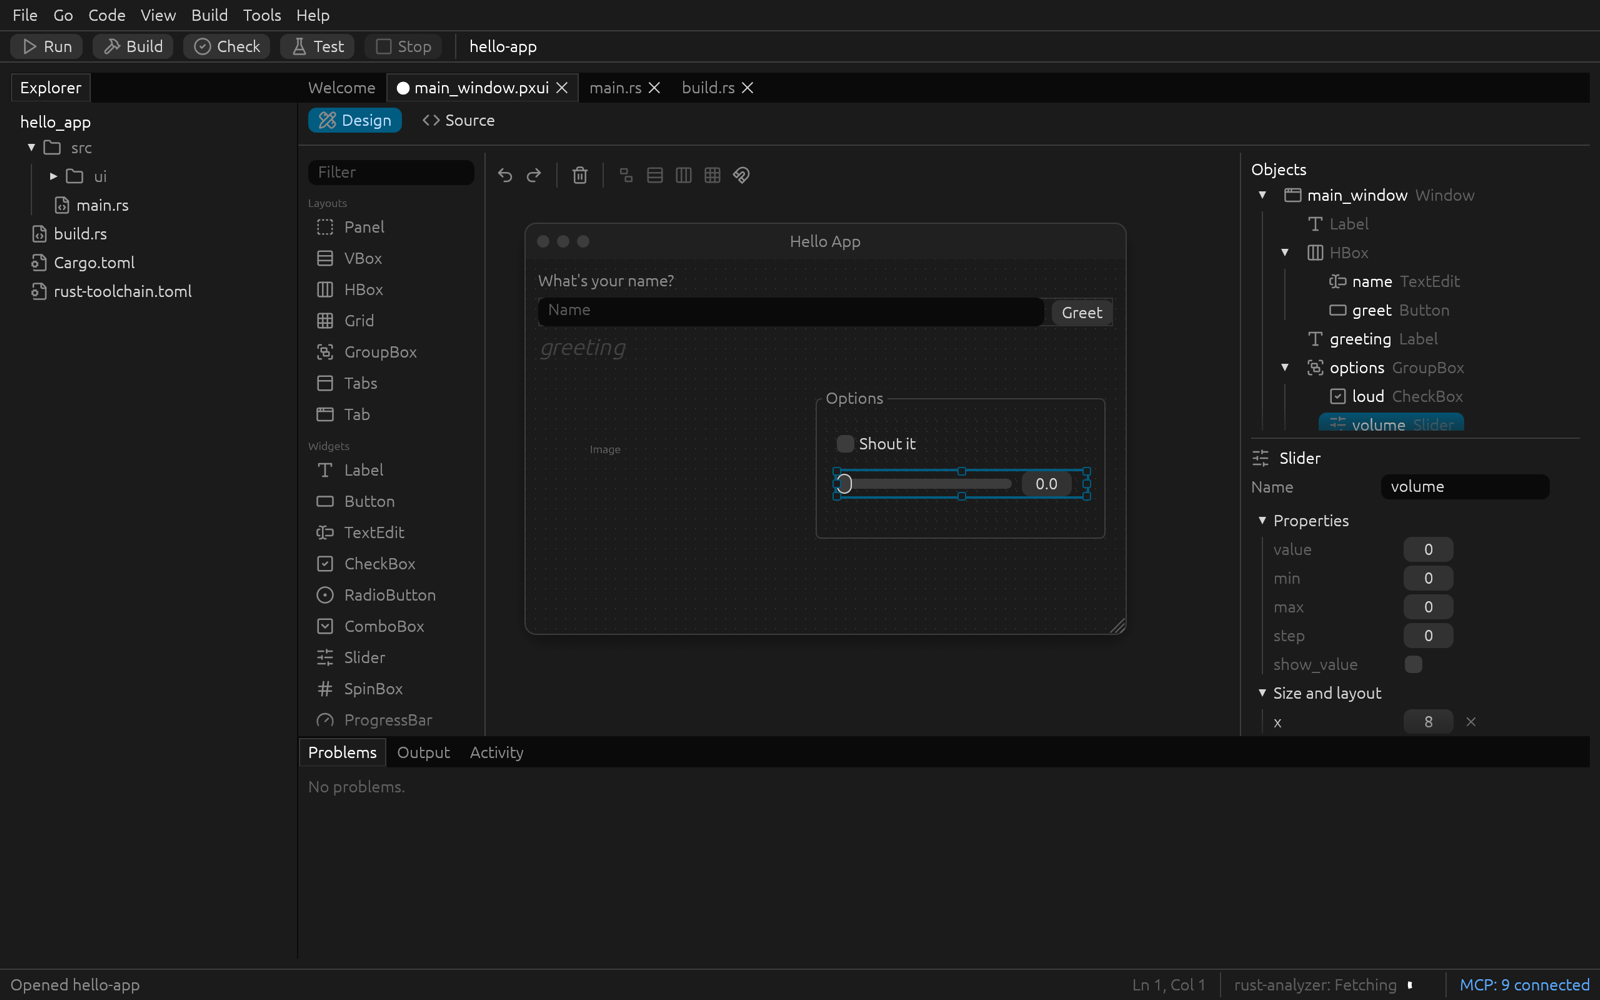 File Go Code View Build Tools Help
Run Build Check Test Stop hello-app
Explorer
Welcome main_window.pxui main.rs build.rs
hello_app
src
ui
main.rs
build.rs
Cargo.toml
rust-toolchain.toml
Design Source
Filter
Layouts
Panel
VBox
HBox
Grid
GroupBox
Tabs
Tab
Widgets
Label
Button
TextEdit
CheckBox
RadioButton
ComboBox
Slider
SpinBox
ProgressBar
Hello App
What's your name?
Name Greet
greeting
Image
Options
Shout it
0.0
Objects
main_window Window
Label
HBox
name TextEdit
greet Button
greeting Label
options GroupBox
loud CheckBox
volume Slider
Slider
Name volume
Properties
value 0
min 0
max 0
step 0
show_value
Size and layout
x 8
Problems Output Activity
No problems.
Opened hello-app
Ln 1, Col 1 rust-analyzer: Fetching MCP: 9 connected